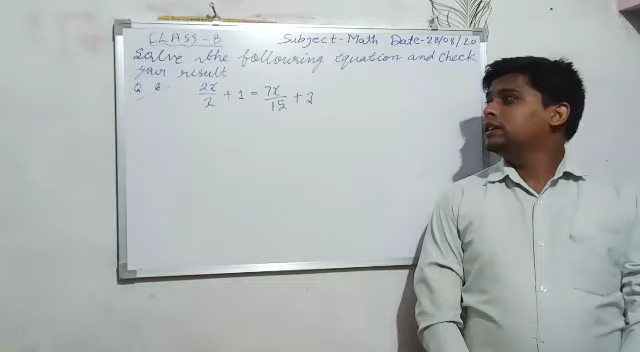 CLASS-8 Subject-Math Date-28/08/20
Solve the following equation and check
your result
Q 8- 2x/2 + 1 = 7x/15 + 3